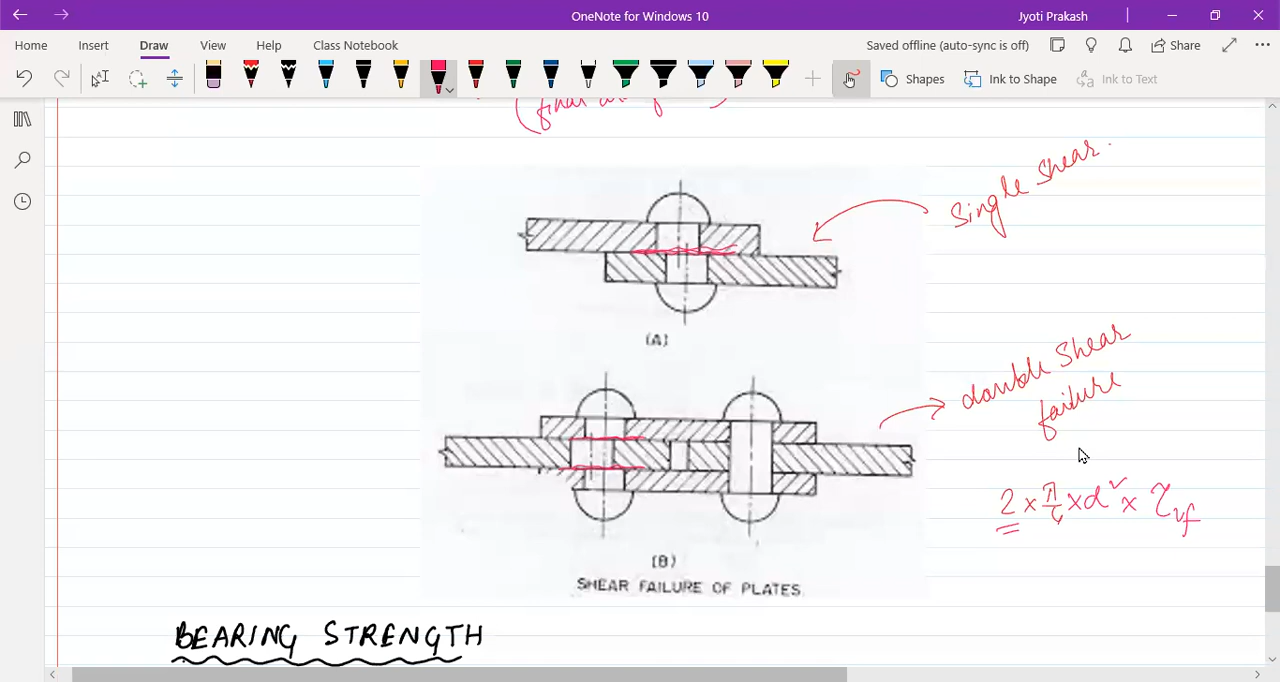 OneNote for Windows 10
Jyoti Prakash
Home Insert Draw View Help Class Notebook
Saved offline (auto-sync is off) Share
Shapes Ink to Shape Ink to Text
(final
Single Shear.
(A)
double Shear
failure
2 × π/4 × d² × τvf
(B)
SHEAR FAILURE OF PLATES
BEARING STRENGTH